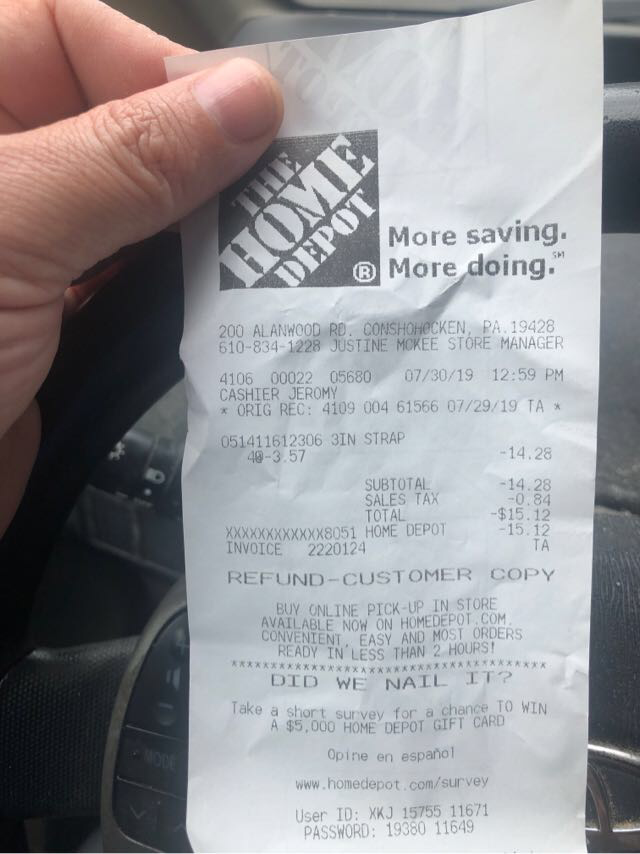 THE
HOME
DEPOT
®
More saving.
More doing.℠
200 ALANWOOD RD. CONSHOHOCKEN, PA.19428
610-834-1228 JUSTINE MCKEE STORE MANAGER
4106 00022 05680 07/30/19 12:59 PM
CASHIER JEROMY
* ORIG REC: 4109 004 61566 07/29/19 TA *
051411612306 3IN STRAP
4@-3.57 -14.28
SUBTOTAL -14.28
SALES TAX -0.84
TOTAL -$15.12
XXXXXXXXXXXX8051 HOME DEPOT -15.12
INVOICE 2220124 TA
REFUND-CUSTOMER COPY
BUY ONLINE PICK-UP IN STORE
AVAILABLE NOW ON HOMEDEPOT.COM.
CONVENIENT, EASY AND MOST ORDERS
READY IN LESS THAN 2 HOURS!
DID WE NAIL IT?
Take a short survey for a chance TO WIN
A $5,000 HOME DEPOT GIFT CARD
Opine en español
www.homedepot.com/survey
User ID: XKJ 15755 11671
PASSWORD: 19380 11649
MODE